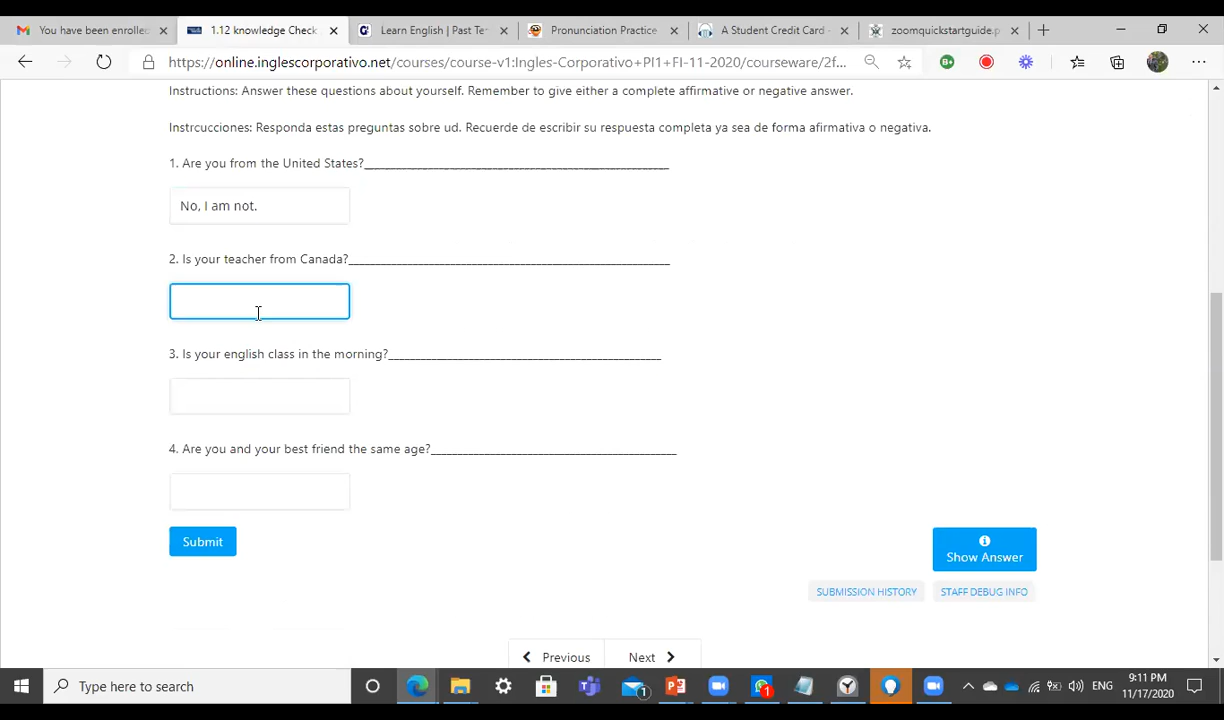 You have been enrolled
1.12 knowledge Check
Learn English | Past Te
Pronunciation Practice
A Student Credit Card -
zoomquickstartguide.p
https://online.inglescorporativo.net/courses/course-v1:Ingles-Corporativo+PI1+FI-11-2020/courseware/2f...
Instructions: Answer these questions about yourself. Remember to give either a complete affirmative or negative answer.
Instrcucciones: Responda estas preguntas sobre ud. Recuerde de escribir su respuesta completa ya sea de forma afirmativa o negativa.
1. Are you from the United States?
No, I am not.
2. Is your teacher from Canada?
3. Is your english class in the morning?
4. Are you and your best friend the same age?
Submit
Show Answer
SUBMISSION HISTORY
STAFF DEBUG INFO
Previous
Next
Type here to search
1
1
ENG
9:11 PM
11/17/2020